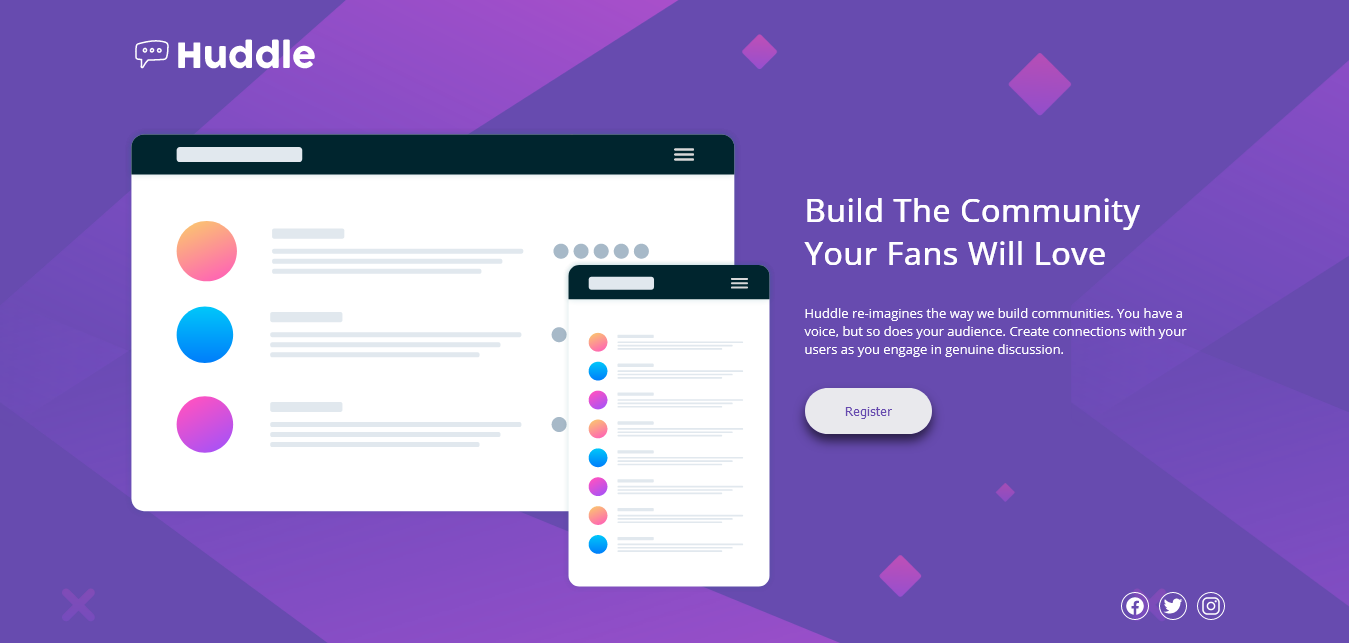 Huddle
Build The Community
Your Fans Will Love
Huddle re-imagines the way we build communities. You have a
voice, but so does your audience. Create connections with your
users as you engage in genuine discussion.
Register